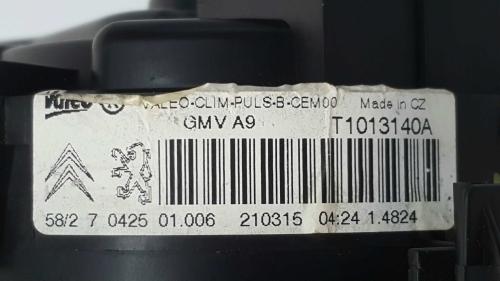 Valeo VALEO-CLIM-PULS-B-CEM00 Made in CZ
GMV A9 T1013140A
58/2 7 0425 01.006 210315 04:24 1.4824